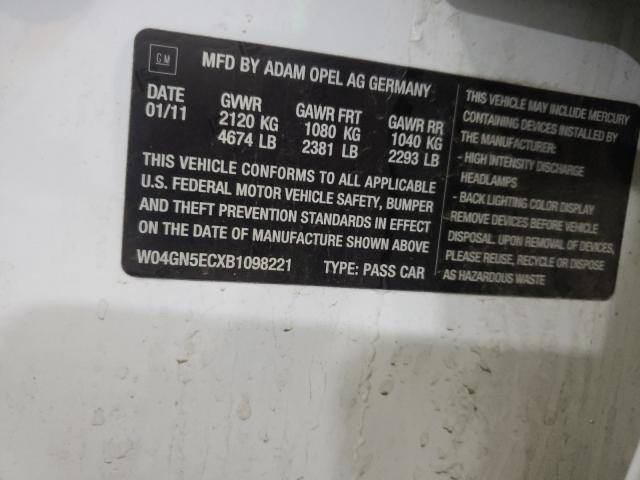 GM
MFD BY ADAM OPEL AG GERMANY
DATE GVWR GAWR FRT GAWR RR
01/11 2120 KG 1080 KG 1040 KG
4674 LB 2381 LB 2293 LB
THIS VEHICLE CONFORMS TO ALL APPLICABLE
U.S. FEDERAL MOTOR VEHICLE SAFETY, BUMPER
AND THEFT PREVENTION STANDARDS IN EFFECT
ON THE DATE OF MANUFACTURE SHOWN ABOVE
W04GN5ECXB1098221 TYPE: PASS CAR
THIS VEHICLE MAY INCLUDE MERCURY
CONTAINING DEVICES INSTALLED BY
THE MANUFACTURER:
- HIGH INTENSITY DISCHARGE
HEADLAMPS
- BACK LIGHTING COLOR DISPLAY
REMOVE DEVICES BEFORE VEHICLE
DISPOSAL. UPON REMOVAL OF DEVICES,
PLEASE REUSE, RECYCLE OR DISPOSE
AS HAZARDOUS WASTE